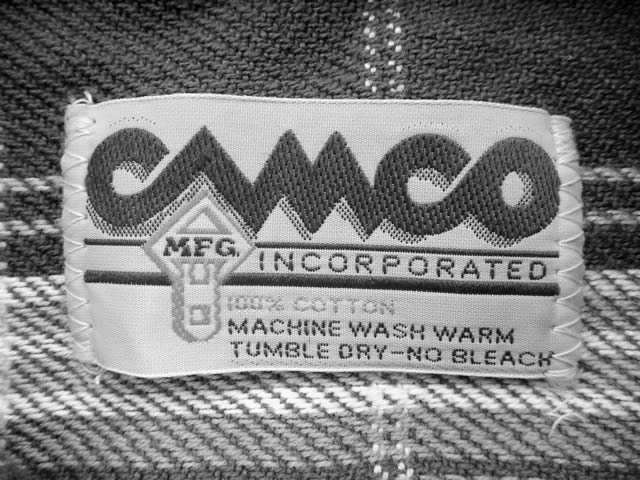 CAMCO
MFG. INCORPORATED
100% COTTON
MACHINE WASH WARM
TUMBLE DRY-NO BLEACH